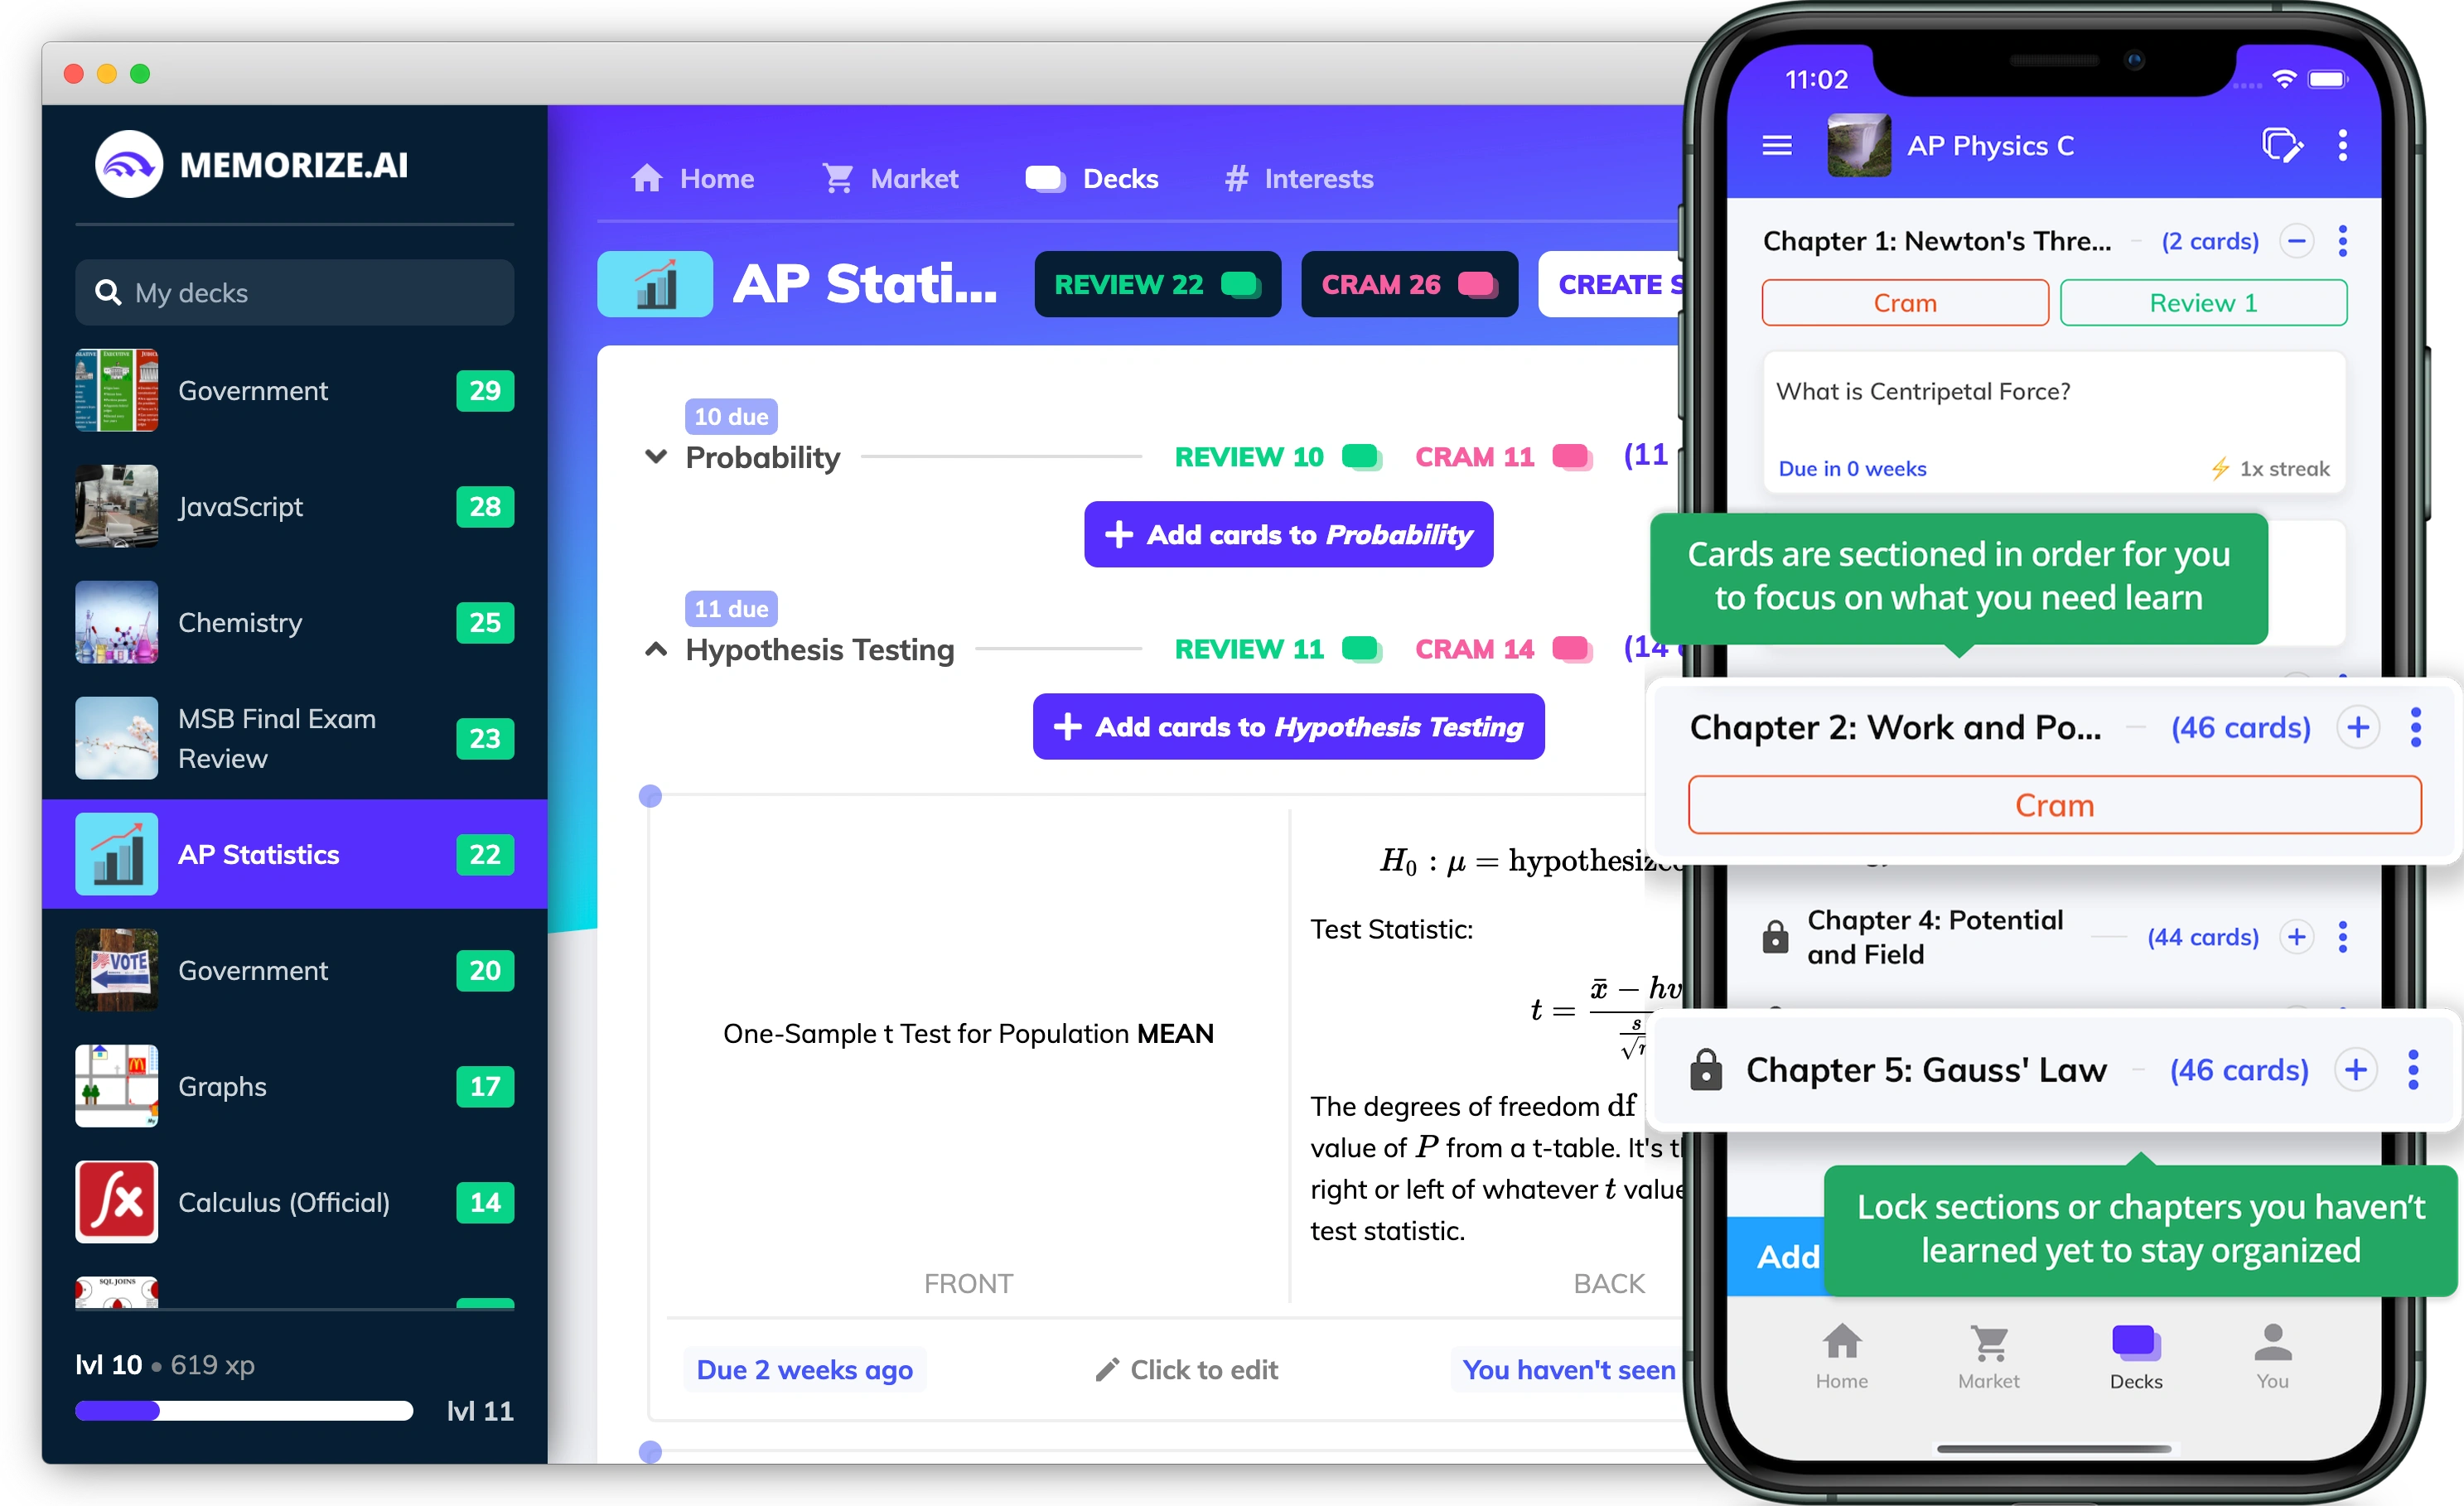 MEMORIZE.AI
My decks
Government 29
JavaScript 28
Chemistry 25
MSB Final Exam
Review
23
AP Statistics 22
VOTE
Government 20
Graphs 17
Calculus (Official) 14
SQL JOINS
lvl 10 • 619 xp
lvl 11
Home Market Decks # Interests
AP Stati... REVIEW 22 CRAM 26 CREATE S
10 due
Probability REVIEW 10 CRAM 11 (11
+ Add cards to Probability
11 due
Hypothesis Testing REVIEW 11 CRAM 14 (14
+ Add cards to Hypothesis Testing
One-Sample t Test for Population MEAN
FRONT
H₀ : μ = hypothesized
Test Statistic:
t = x̄ − hv
s
√n
The degrees of freedom df
value of P from a t-table. It's th
right or left of whatever t value
test statistic.
BACK
Due 2 weeks ago Click to edit You haven't seen
11:02
AP Physics C
Chapter 1: Newton's Thre... (2 cards)
Cram Review 1
What is Centripetal Force?
Due in 0 weeks 1x streak
Cards are sectioned in order for you
to focus on what you need learn
Chapter 2: Work and Po... (46 cards)
Cram
Chapter 4: Potential
and Field
(44 cards)
Chapter 5: Gauss' Law (46 cards)
Lock sections or chapters you haven't
learned yet to stay organized
Add
Home Market Decks You